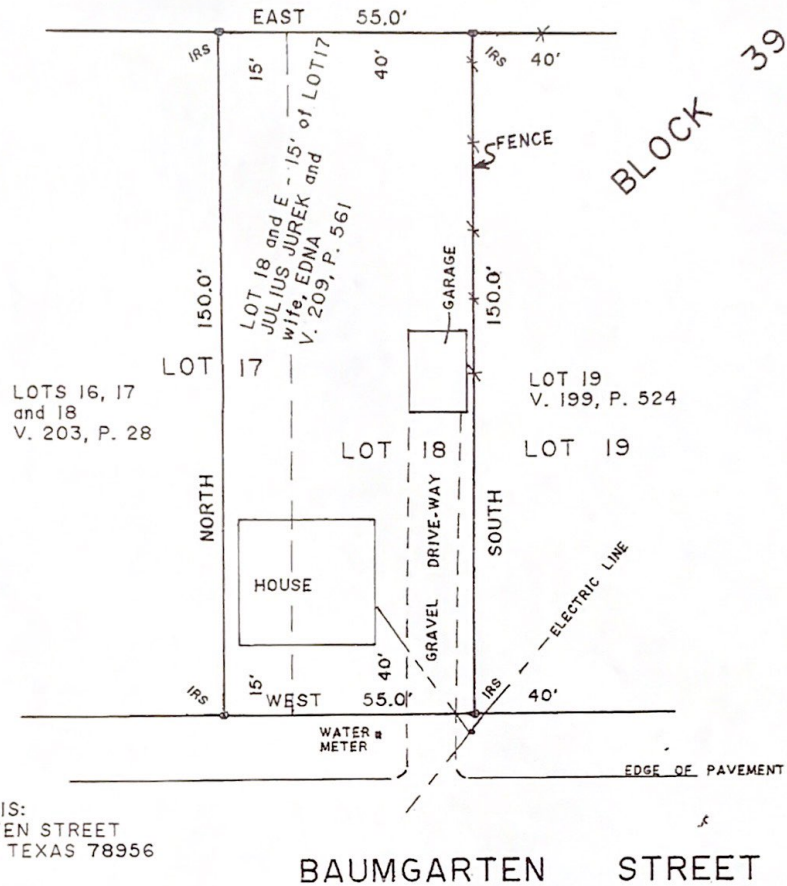 EAST 55.0'
IRS
15'
40'
IRS
40'
BLOCK 39
FENCE
LOT 18 and E - 15' of LOT 17
JULIUS JUREK and
wife, EDNA
V. 209, P. 561
150.0'
GARAGE
150.0'
LOT 17
LOTS 16, 17
and 18
V. 203, P. 28
LOT 19
V. 199, P. 524
LOT 18
LOT 19
NORTH
SOUTH
GRAVEL DRIVE-WAY
HOUSE
ELECTRIC LINE
IRS
15'
40'
WEST 55.0'
IRS
40'
WATER
METER
EDGE OF PAVEMENT
IS:
EN STREET
TEXAS 78956
BAUMGARTEN STREET